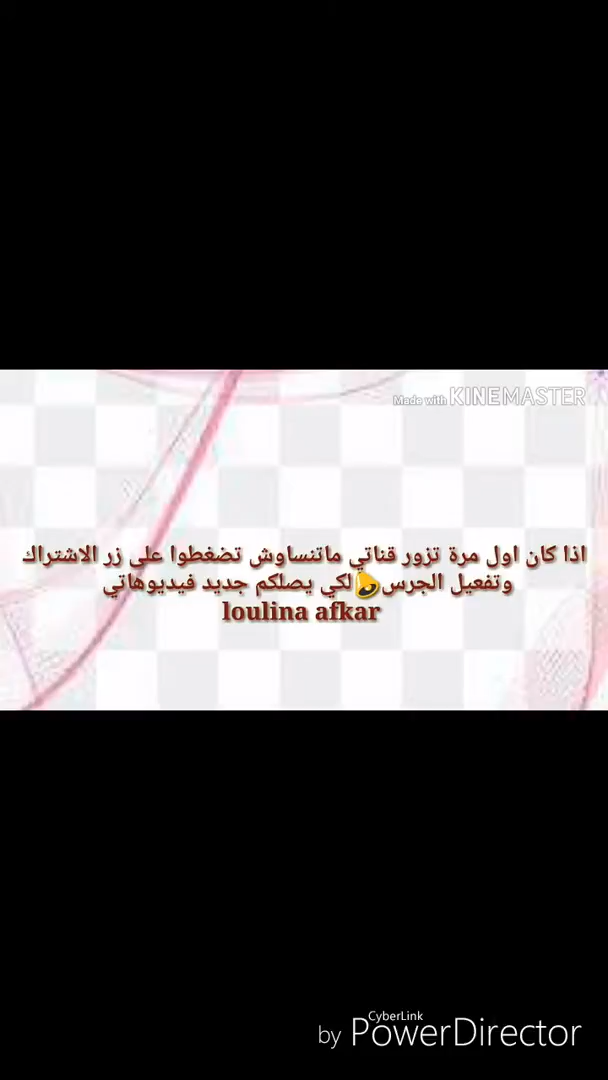 Made with KINEMASTER
اذا كان اول مرة تزور قناتي ماتنساوش تضغطوا على زر الاشتراك
وتفعيل الجرس🔔لكي يصلكم جديد فيديوهاتي
loulina afkar
CyberLink
by PowerDirector